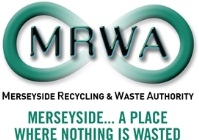 MRWA
MERSEYSIDE RECYCLING & WASTE AUTHORITY
MERSEYSIDE... A PLACE
WHERE NOTHING IS WASTED